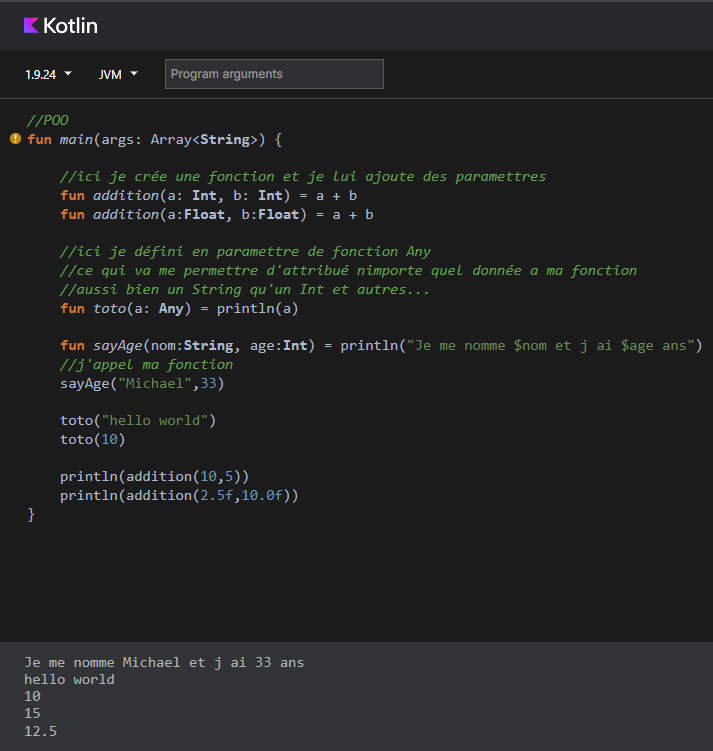 Kotlin
1.9.24 JVM Program arguments
//POO
fun main(args: Array<String>) {
//ici je crée une fonction et je lui ajoute des paramettres
fun addition(a: Int, b: Int) = a + b
fun addition(a:Float, b:Float) = a + b
//ici je défini en paramettre de fonction Any
//ce qui va me permettre d'attribué nimporte quel donnée a ma fonction
//aussi bien un String qu'un Int et autres...
fun toto(a: Any) = println(a)
fun sayAge(nom:String, age:Int) = println("Je me nomme $nom et j ai $age ans")
//j'appel ma fonction
sayAge("Michael",33)
toto("hello world")
toto(10)
println(addition(10,5))
println(addition(2.5f,10.0f))
}
Je me nomme Michael et j ai 33 ans
hello world
10
15
12.5